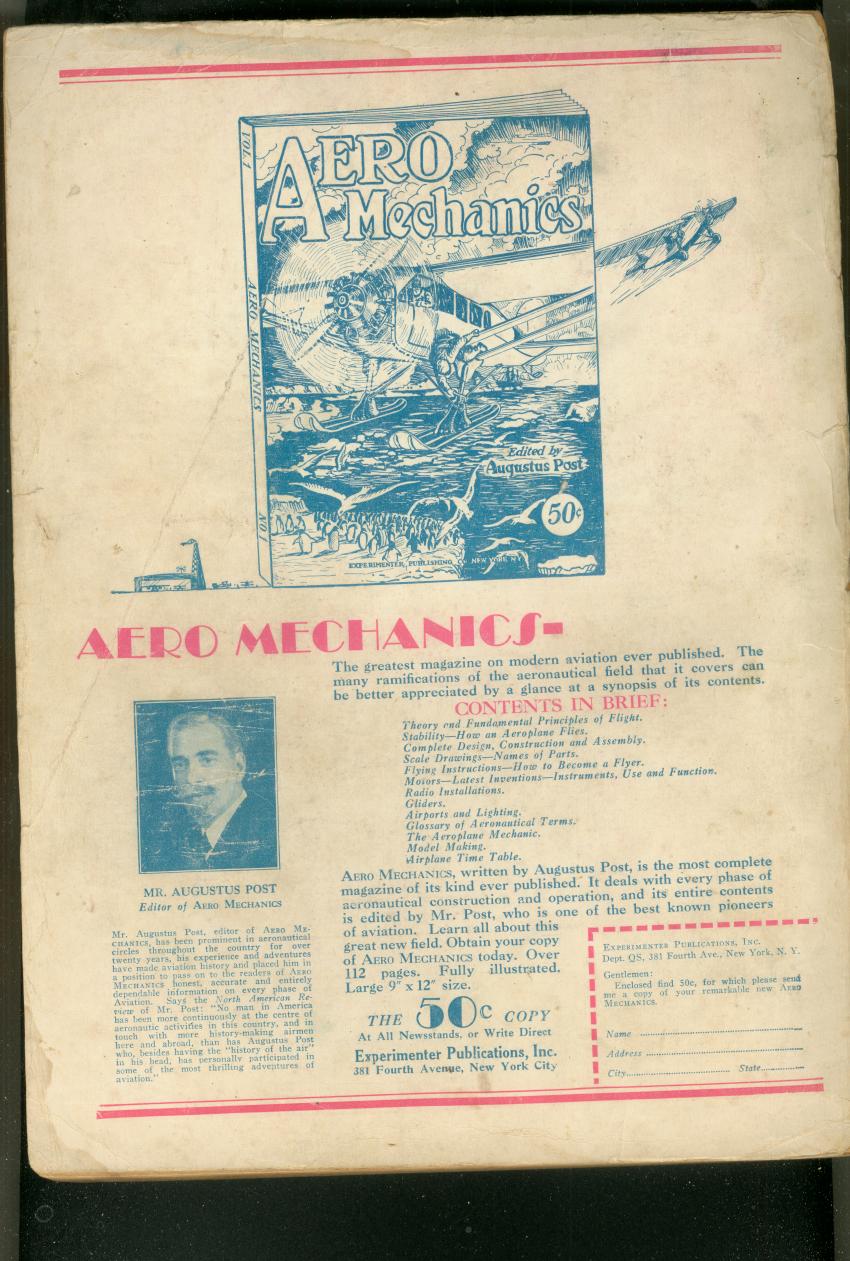 VOL. 1
AERO MECHANICS
NO. 1
AERO
Mechanics
Edited by
Augustus Post
50¢
EXPERIMENTER PUBLISHING CO NEW YORK N.Y.
AERO MECHANICS-
The greatest magazine on modern aviation ever published. The
many ramifications of the aeronautical field that it covers can
be better appreciated by a glance at a synopsis of its contents.
CONTENTS IN BRIEF:
Theory and Fundamental Principles of Flight.
Stability—How an Aeroplane Flies.
Complete Design, Construction and Assembly.
Scale Drawings—Names of Parts.
Flying Instructions—How to Become a Flyer.
Motors—Latest Inventions—Instruments, Use and Function.
Radio Installations.
Gliders.
Airports and Lighting.
Glossary of Aeronautical Terms.
The Aeroplane Mechanic.
Model Making.
Airplane Time Table.
MR. AUGUSTUS POST
Editor of AERO MECHANICS
Mr. Augustus Post, editor of AERO ME-
CHANICS, has been prominent in aeronautical
circles throughout the country for over
twenty years, his experience and adventures
have made aviation history and placed him in
a position to pass on to the readers of AERO
MECHANICS honest, accurate and entirely
dependable information on every phase of
Aviation. Says the North American Re-
view of Mr. Post: "No man in America
has been more continuously at the centre of
aeronautic activities in this country, and in
touch with more history-making airmen
here and abroad, than has Augustus Post
who, besides having the "history of the air"
in his head, has personally participated in
some of the most thrilling adventures of
aviation."
AERO MECHANICS, written by Augustus Post, is the most complete
magazine of its kind ever published. It deals with every phase of
aeronautical construction and operation, and its entire contents
is edited by Mr. Post, who is one of the best known pioneers
of aviation. Learn all about this
great new field. Obtain your copy
of AERO MECHANICS today. Over
112 pages. Fully illustrated.
Large 9" x 12" size.
THE 50c COPY
At All Newsstands, or Write Direct
Experimenter Publications, Inc.
381 Fourth Avenue, New York City
EXPERIMENTER PUBLICATIONS, INC.
Dept. QS, 381 Fourth Ave., New York, N. Y.
Gentlemen:
Enclosed find 50c, for which please send
me a copy of your remarkable new AERO
MECHANICS.
Name
Address
City State